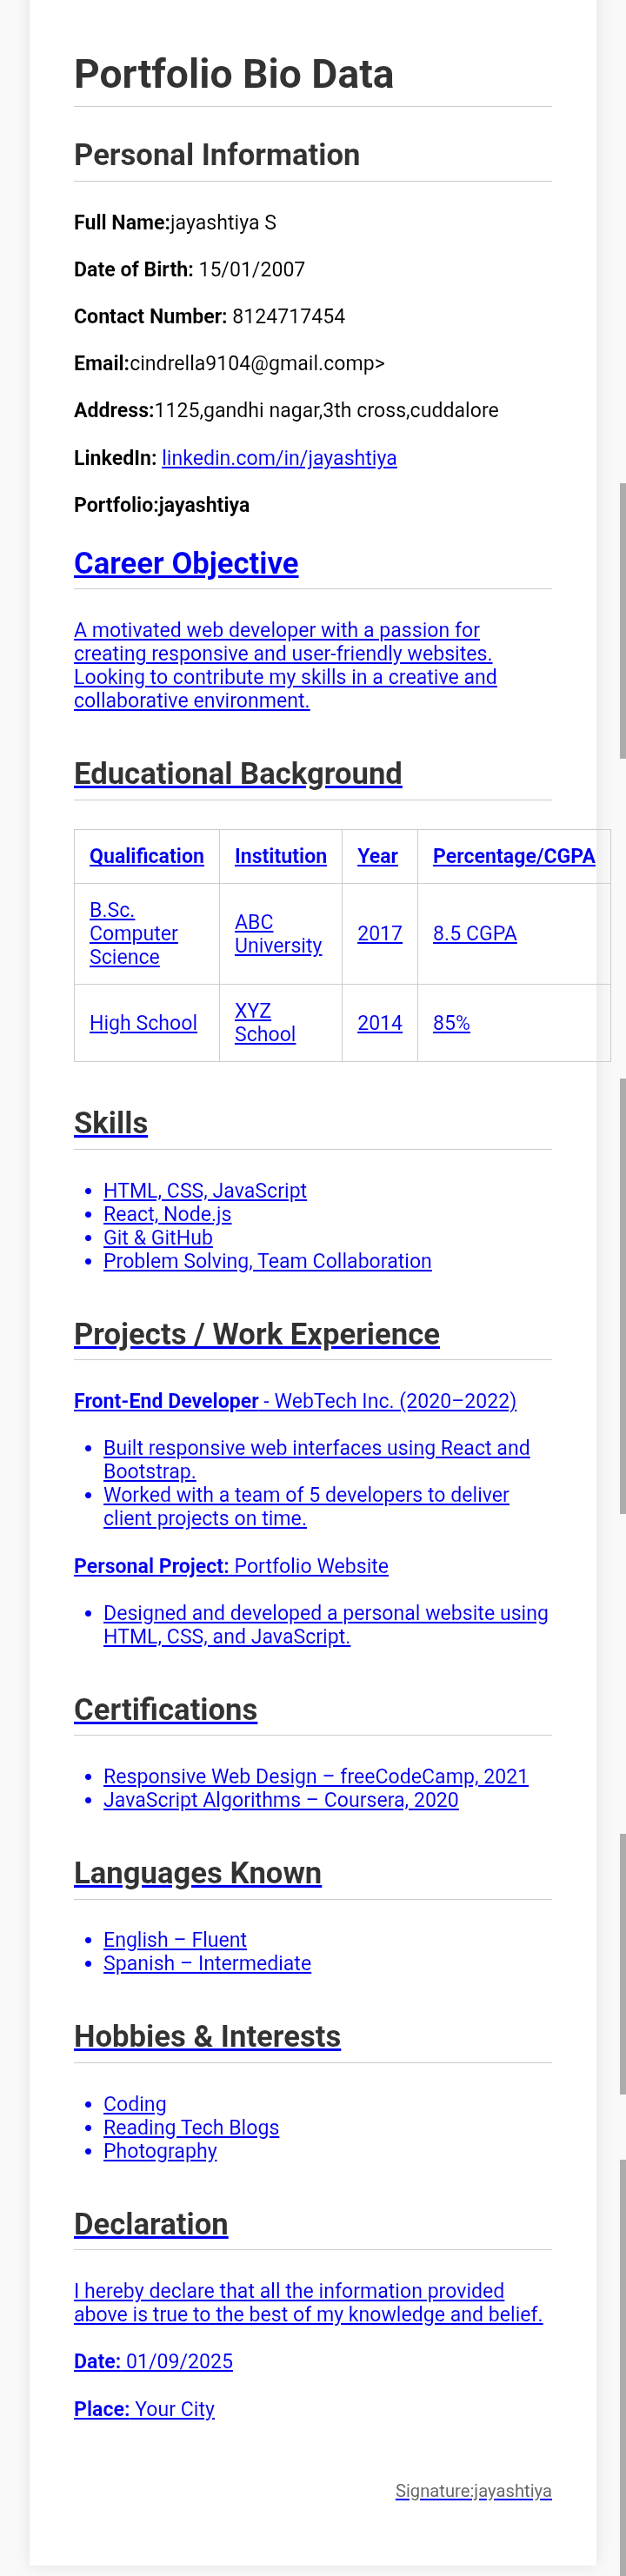 Portfolio Bio Data
Personal Information
Full Name:jayashtiya S
Date of Birth: 15/01/2007
Contact Number: 8124717454
Email:cindrella9104@gmail.comp>
Address:1125,gandhi nagar,3th cross,cuddalore
LinkedIn: linkedin.com/in/jayashtiya
Portfolio:jayashtiya
Career Objective
A motivated web developer with a passion for
creating responsive and user-friendly websites.
Looking to contribute my skills in a creative and
collaborative environment.
Educational Background
Qualification Institution Year Percentage/CGPA
B.Sc.
Computer
Science
ABC
University
2017
8.5 CGPA
High School
XYZ
School
2014
85%
Skills
• HTML, CSS, JavaScript
• React, Node.js
• Git & GitHub
• Problem Solving, Team Collaboration
Projects / Work Experience
Front-End Developer - WebTech Inc. (2020–2022)
• Built responsive web interfaces using React and
Bootstrap.
• Worked with a team of 5 developers to deliver
client projects on time.
Personal Project: Portfolio Website
• Designed and developed a personal website using
HTML, CSS, and JavaScript.
Certifications
• Responsive Web Design – freeCodeCamp, 2021
• JavaScript Algorithms – Coursera, 2020
Languages Known
• English – Fluent
• Spanish – Intermediate
Hobbies & Interests
• Coding
• Reading Tech Blogs
• Photography
Declaration
I hereby declare that all the information provided
above is true to the best of my knowledge and belief.
Date: 01/09/2025
Place: Your City
Signature:jayashtiya